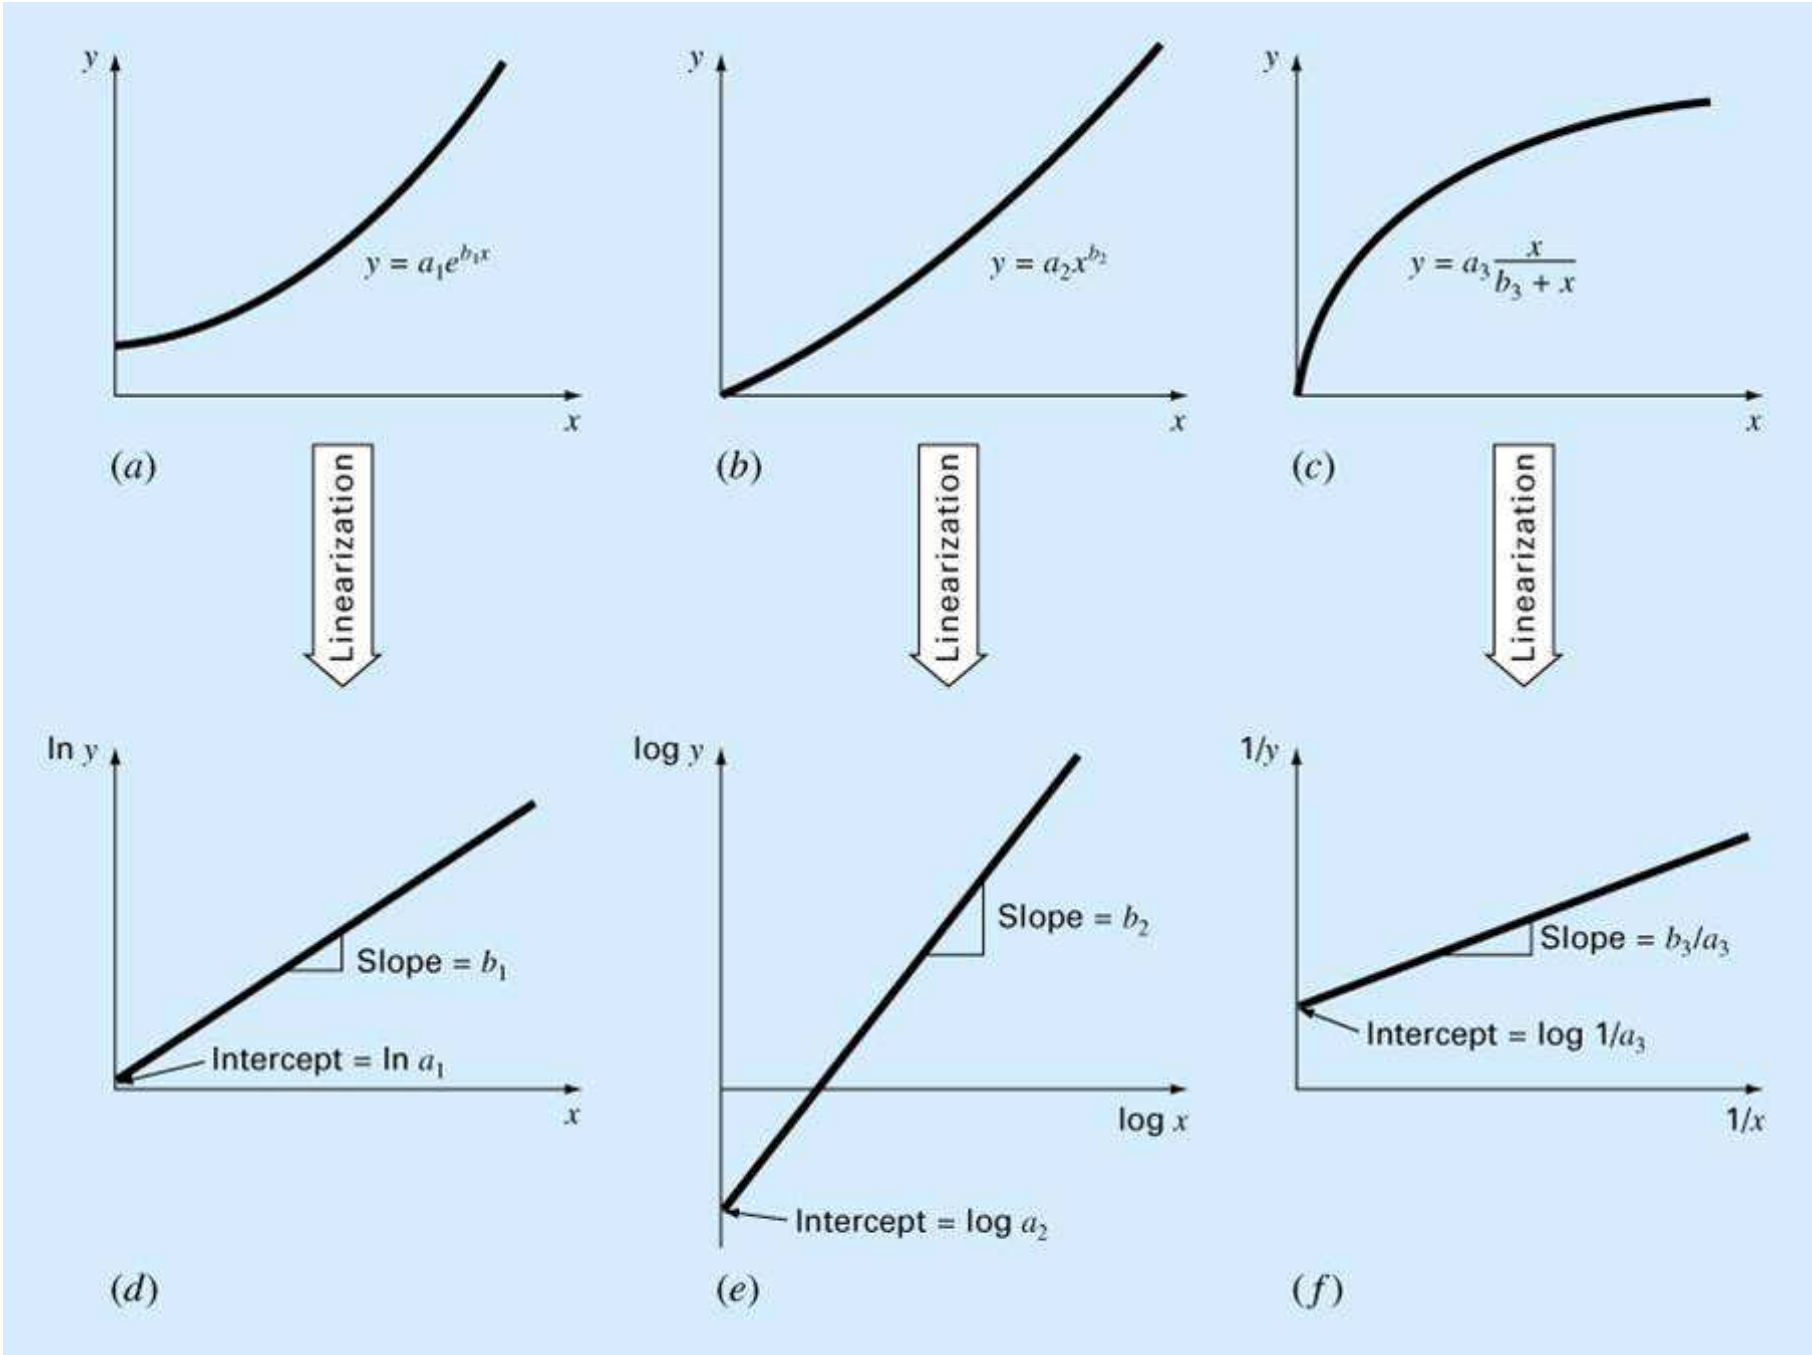 y
y = a₁e^{b₁x}
x
(a)
y
y = a₂x^{b₂}
x
(b)
y
y = a₃ x/(b₃ + x)
x
(c)
Linearization
Linearization
Linearization
ln y
Slope = b₁
Intercept = ln a₁
x
(d)
log y
Slope = b₂
log x
Intercept = log a₂
(e)
1/y
Slope = b₃/a₃
Intercept = log 1/a₃
1/x
(f)